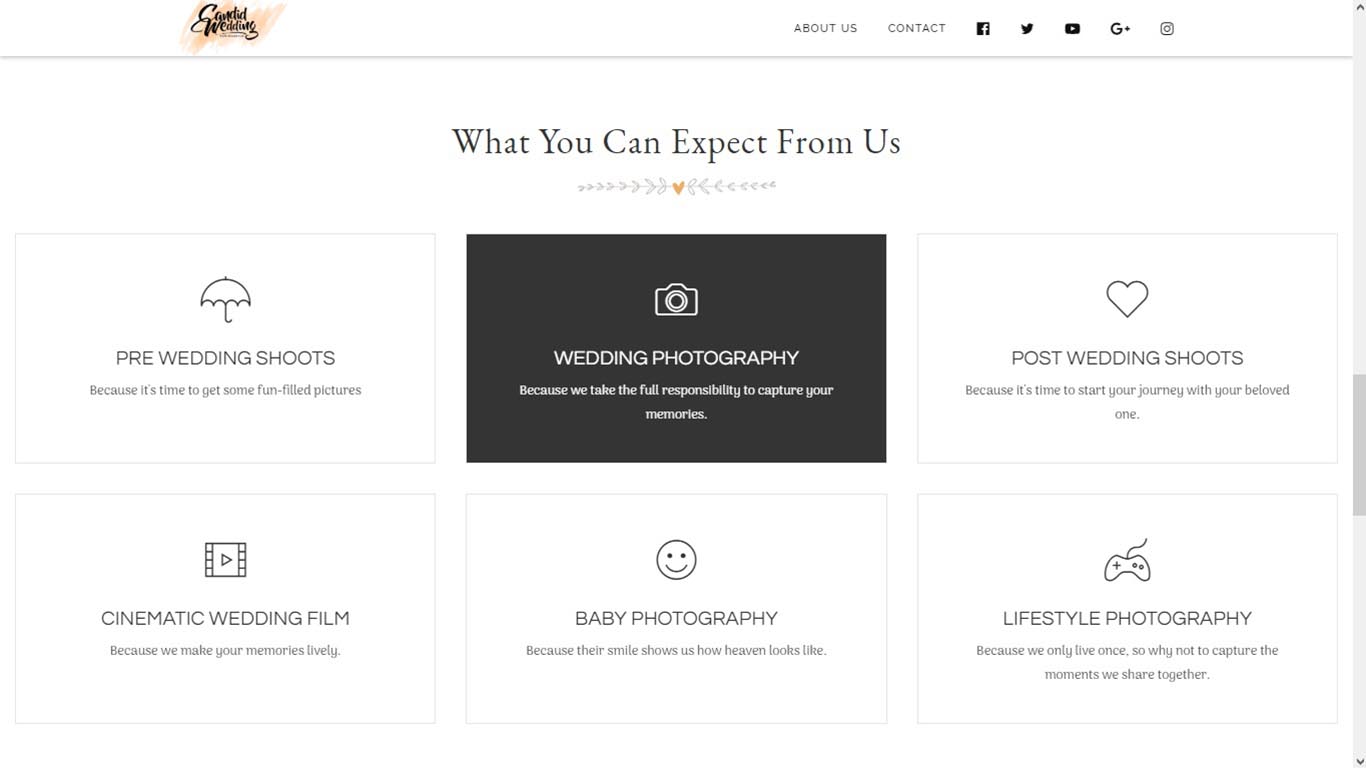 Candid
Wedding
ABOUT US
CONTACT
G+
What You Can Expect From Us
PRE WEDDING SHOOTS
Because it's time to get some fun-filled pictures
WEDDING PHOTOGRAPHY
Because we take the full responsibility to capture your
memories.
POST WEDDING SHOOTS
Because it's time to start your journey with your beloved
one.
CINEMATIC WEDDING FILM
Because we make your memories lively.
BABY PHOTOGRAPHY
Because their smile shows us how heaven looks like.
LIFESTYLE PHOTOGRAPHY
Because we only live once, so why not to capture the
moments we share together.